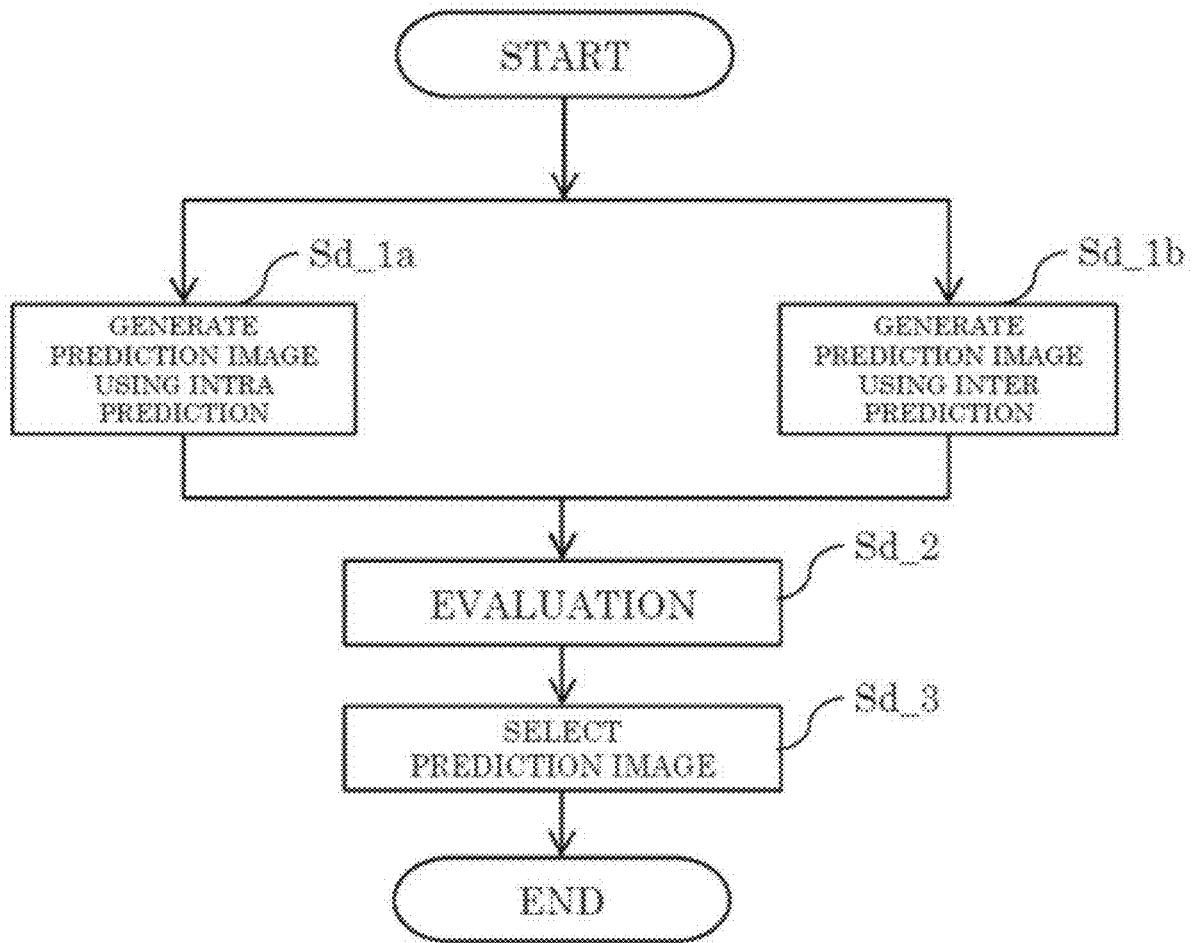 START
Sd_1a
Sd_1b
GENERATE
PREDICTION IMAGE
USING INTRA
PREDICTION
GENERATE
PREDICTION IMAGE
USING INTER
PREDICTION
Sd_2
EVALUATION
Sd_3
SELECT
PREDICTION IMAGE
END